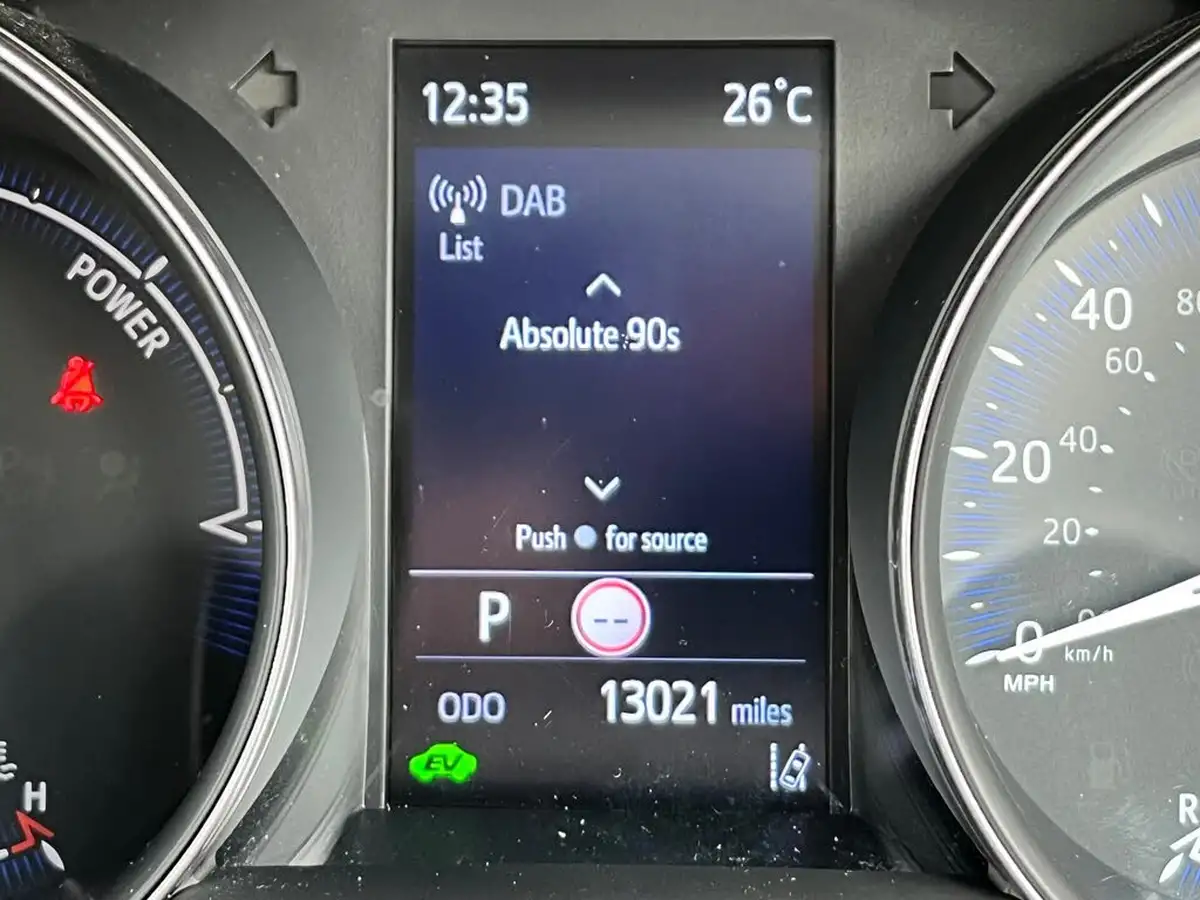 12:35 26°C
DAB
List
Absolute 90s
Push for source
P --
ODO 13021 miles
EV
POWER
H
40
60
20
40
20
0
km/h
MPH
R